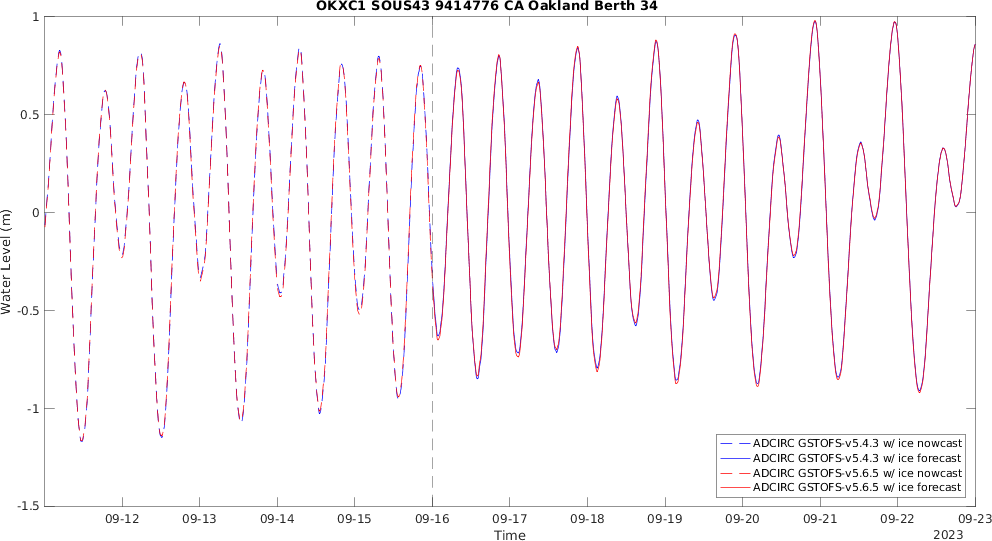 OKXC1 SOUS43 9414776 CA Oakland Berth 34
1
0.5
0
-0.5
-1
-1.5
Water Level (m)
ADCIRC GSTOFS-v5.4.3 w/ ice nowcast
ADCIRC GSTOFS-v5.4.3 w/ ice forecast
ADCIRC GSTOFS-v5.6.5 w/ ice nowcast
ADCIRC GSTOFS-v5.6.5 w/ ice forecast
09-12 09-13 09-14 09-15 09-16 09-17 09-18 09-19 09-20 09-21 09-22 09-23
Time
2023